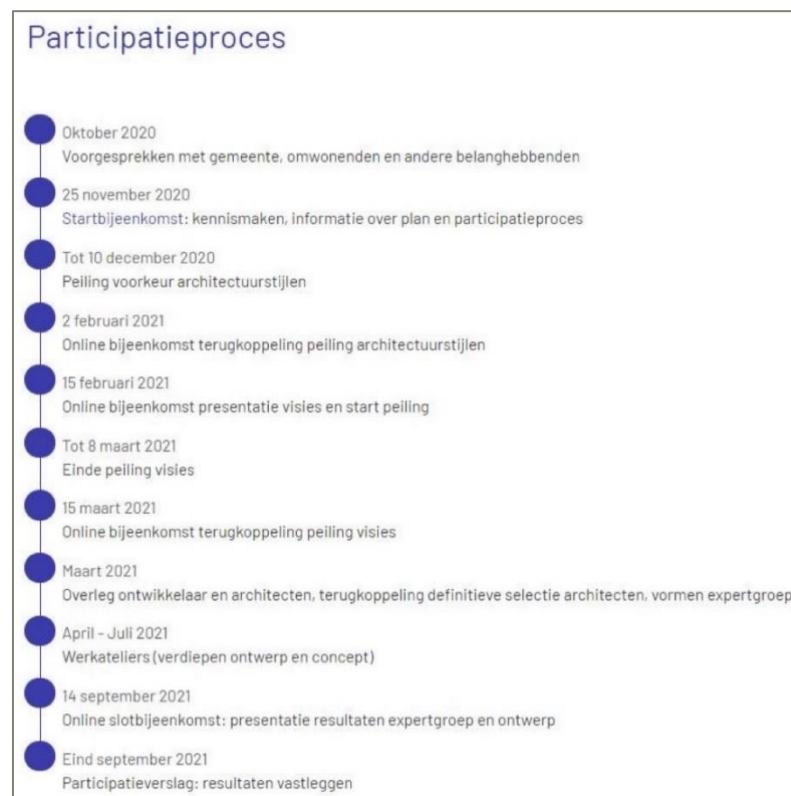 Participatieproces
Oktober 2020
Voorgesprekken met gemeente, omwonenden en andere belanghebbenden
25 november 2020
Startbijeenkomst: kennismaken, informatie over plan en participatieproces
Tot 10 december 2020
Peiling voorkeur architectuurstijlen
2 februari 2021
Online bijeenkomst terugkoppeling peiling architectuurstijlen
15 februari 2021
Online bijeenkomst presentatie visies en start peiling
Tot 8 maart 2021
Einde peiling visies
15 maart 2021
Online bijeenkomst terugkoppeling peiling visies
Maart 2021
Overleg ontwikkelaar en architecten, terugkoppeling definitieve selectie architecten, vormen expertgroep
April - Juli 2021
Werkateliers (verdiepen ontwerp en concept)
14 september 2021
Online slotbijeenkomst: presentatie resultaten expertgroep en ontwerp
Eind september 2021
Participatieverslag: resultaten vastleggen